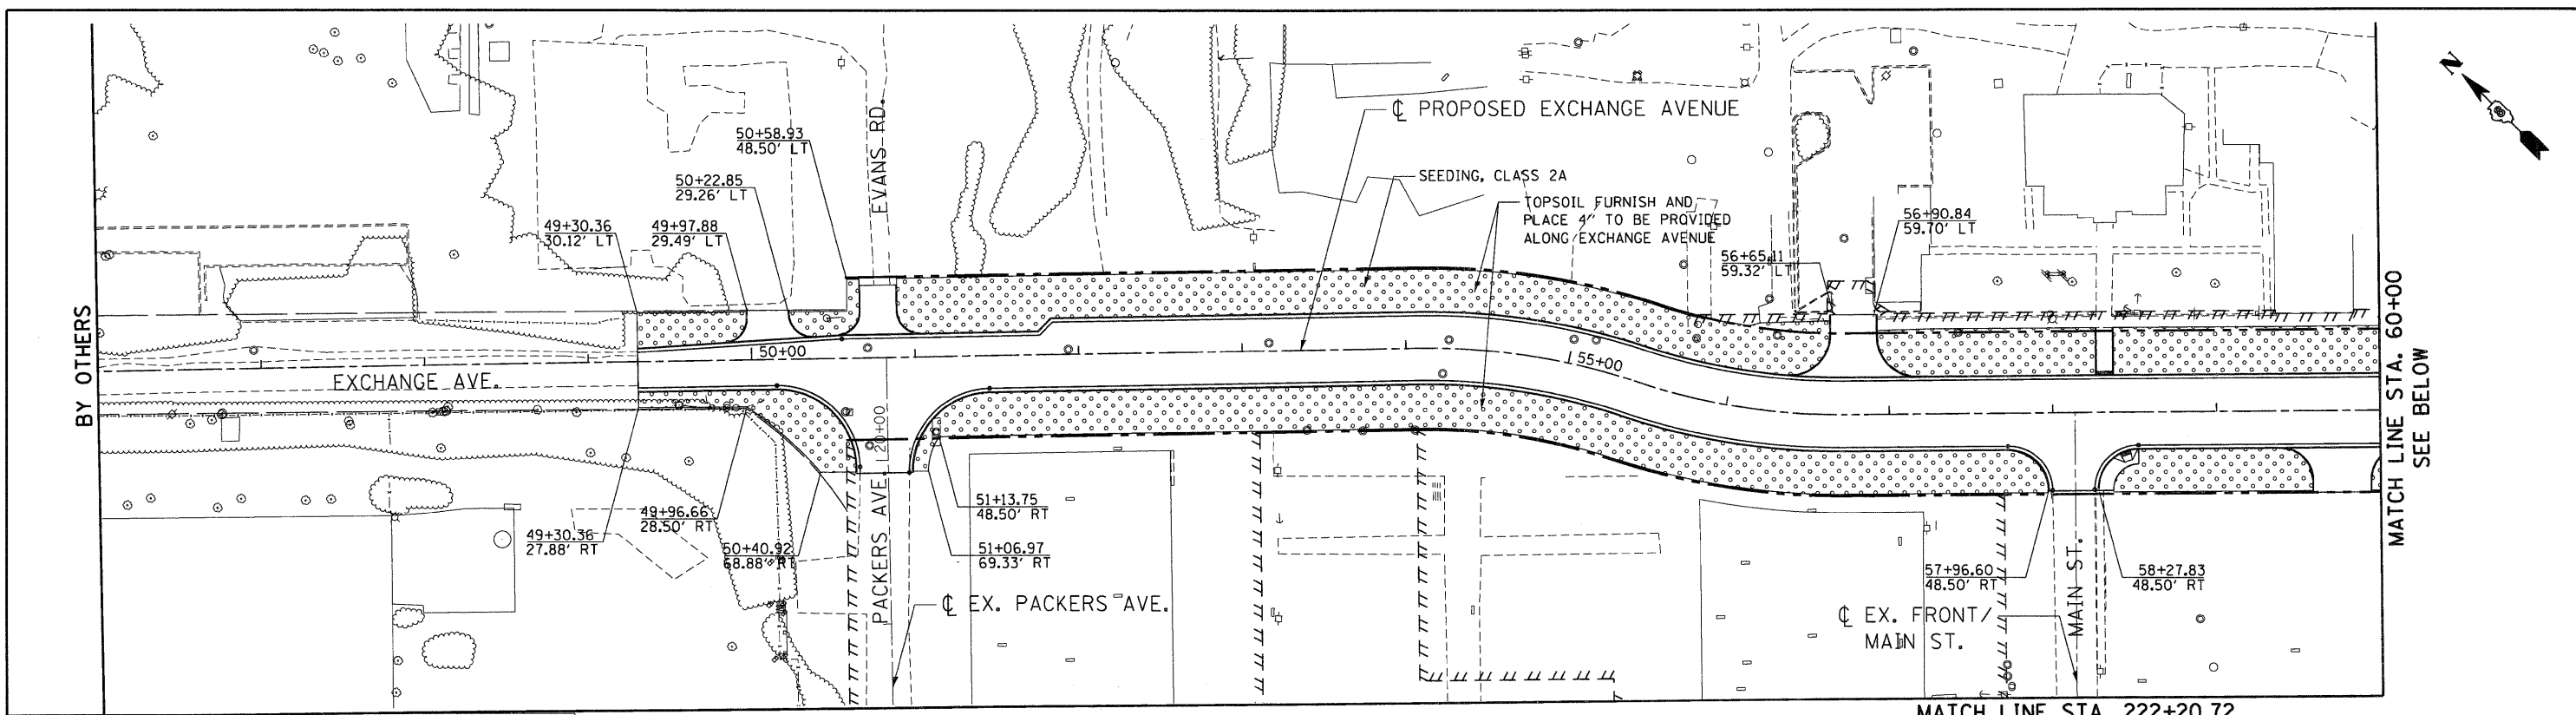 N
℄ PROPOSED EXCHANGE AVENUE
50+58.93
48.50' LT
EVANS RD.
SEEDING, CLASS 2A
50+22.85
29.26' LT
TOPSOIL FURNISH AND
PLACE 4" TO BE PROVIDED
ALONG EXCHANGE AVENUE
49+30.36
30.12' LT
49+97.88
29.49' LT
56+90.84
59.70' LT
56+65.11
59.32' LT
BY OTHERS
EXCHANGE AVE.
50+00
55+00
MATCH LINE STA. 60+00
SEE BELOW
20+00
PACKERS AVE.
49+30.36
27.88' RT
49+96.66
28.50' RT
50+40.92
68.88' RT
51+13.75
48.50' RT
51+06.97
69.33' RT
℄ EX. PACKERS AVE.
57+96.60
48.50' RT
58+27.83
48.50' RT
℄ EX. FRONT/
MAIN ST.
MAIN ST.
MATCH LINE STA. 222+20.72